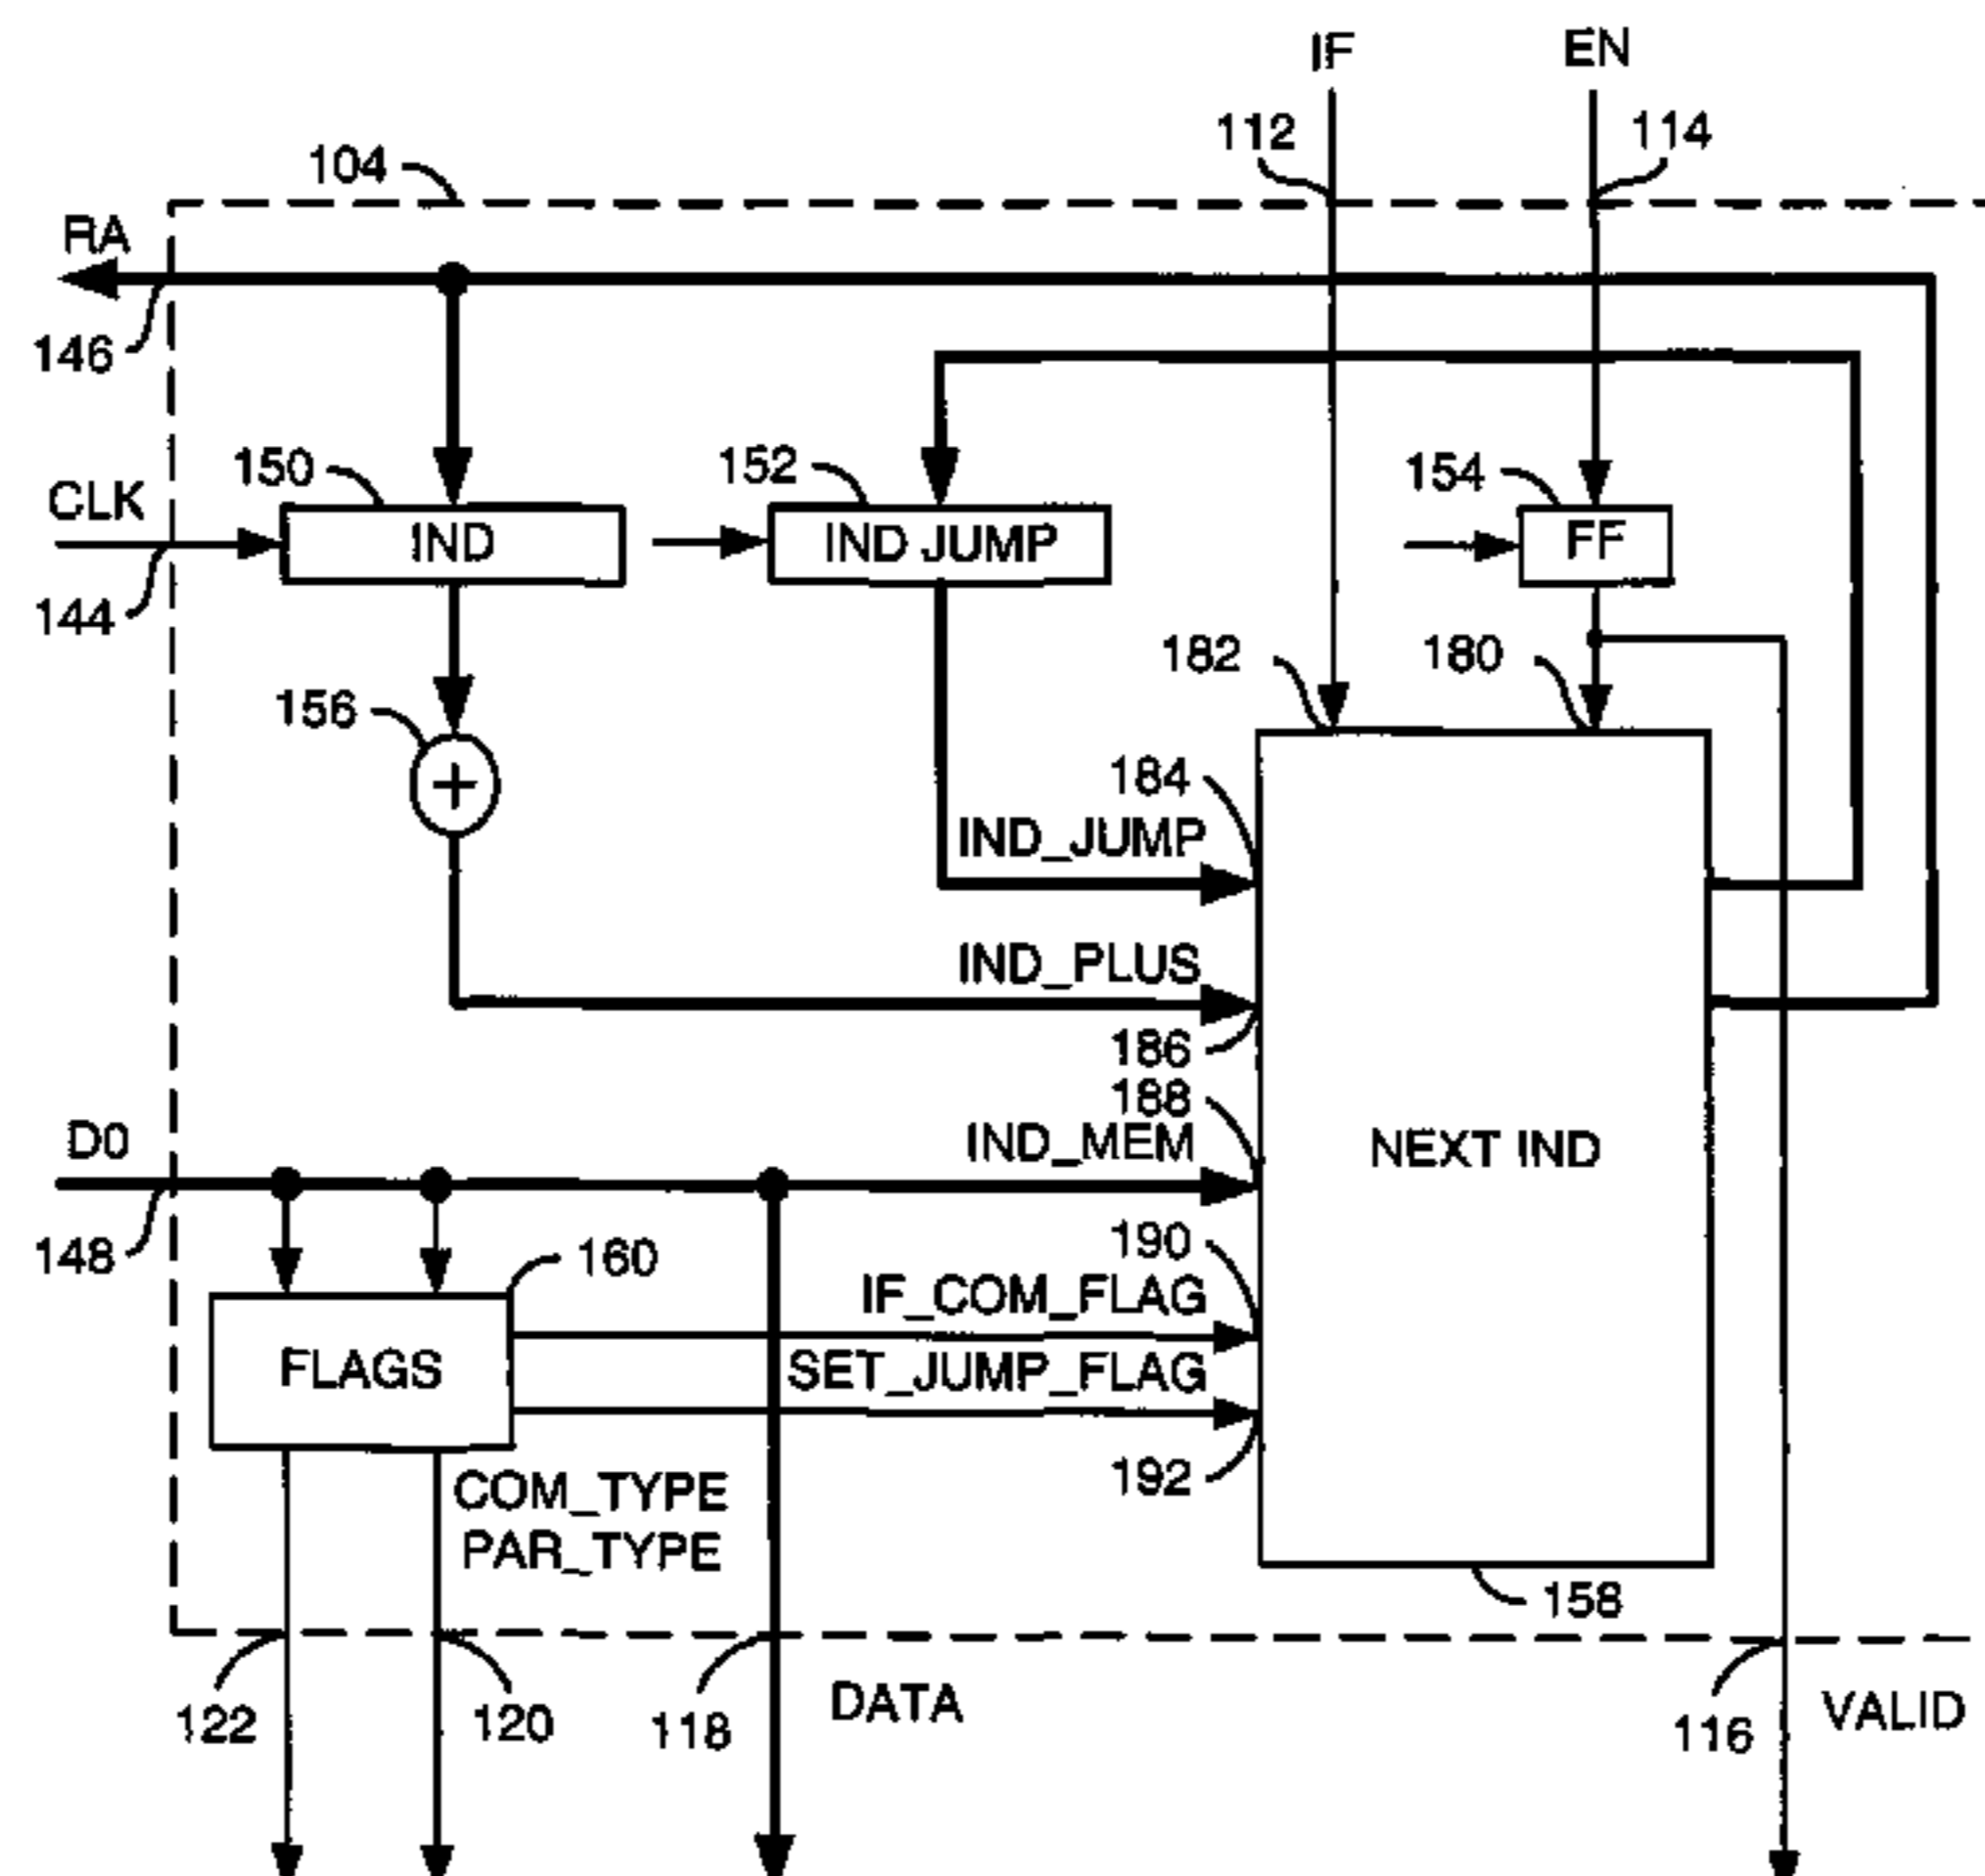 IF
EN
112
114
104
RA
146
150
152
154
CLK
IND
IND JUMP
FF
144
182
180
156
+
184
IND_JUMP
IND_PLUS
186
188
D0
IND_MEM
NEXT IND
148
160
190
IF_COM_FLAG
FLAGS
SET_JUMP_FLAG
192
COM_TYPE
PAR_TYPE
158
122
120
118
DATA
116
VALID